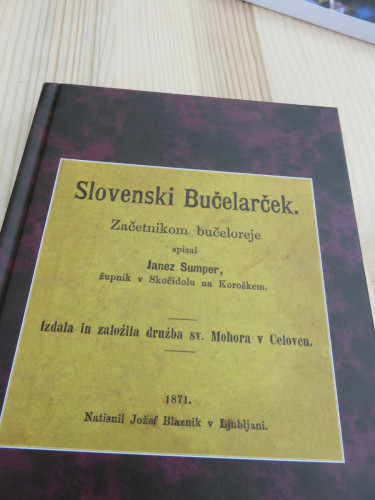 Slovenski Bučelarček.
Začetnikom bučeloreje
spisal
Janez Sumper,
župnik v Skočidolu na Koroškem.
Izdala in založila družba sv. Mohora v Celovcu.
1871.
Natisnil Jožef Blaznik v Ljubljani.